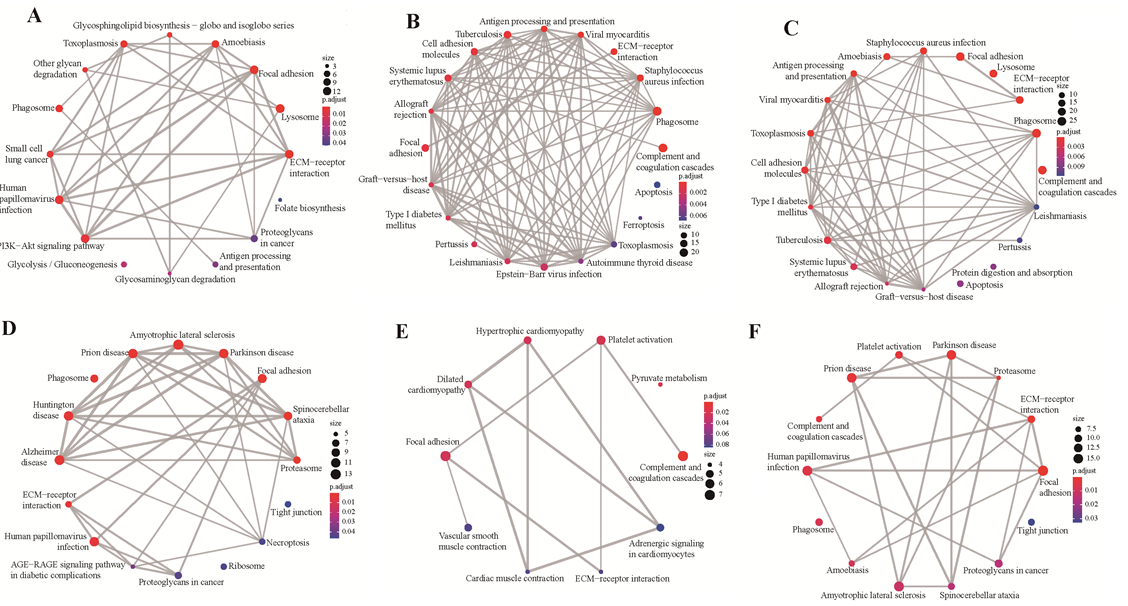 A
Glycosphingolipid biosynthesis − globo and isoglobo series
Toxoplasmosis
Amoebiasis
Other glycan
degradation
Focal adhesion
Phagosome
Lysosome
Small cell
lung cancer
ECM−receptor
interaction
Human
papillomavirus
infection
Folate biosynthesis
PI3K−Akt signaling pathway
Proteoglycans
in cancer
Glycolysis / Gluconeogenesis
Antigen processing
and presentation
Glycosaminoglycan degradation
size
3
6
9
12
p.adjust
0.01
0.02
0.03
0.04
B
Antigen processing and presentation
Tuberculosis
Viral myocarditis
Cell adhesion
molecules
ECM−receptor
interaction
Systemic lupus
erythematosus
Staphylococcus
aureus infection
Allograft
rejection
Phagosome
Focal
adhesion
Complement and
coagulation cascades
Graft−versus−host
disease
Apoptosis
Type I diabetes
mellitus
Ferroptosis
Pertussis
Toxoplasmosis
Leishmaniasis
Autoimmune thyroid disease
Epstein−Barr virus infection
p.adjust
0.002
0.004
0.006
size
10
15
20
C
Staphylococcus aureus infection
Amoebiasis
Focal adhesion
Antigen processing
and presentation
Lysosome
Viral myocarditis
ECM−receptor
interaction
Toxoplasmosis
Phagosome
Cell adhesion
molecules
Complement and
coagulation cascades
Type I diabetes
mellitus
Leishmaniasis
Tuberculosis
Pertussis
Systemic lupus
erythematosus
Protein digestion and absorption
Allograft rejection
Apoptosis
Graft−versus−host disease
size
10
15
20
25
p.adjust
0.003
0.006
0.009
D
Amyotrophic lateral sclerosis
Prion disease
Parkinson disease
Phagosome
Focal adhesion
Huntington
disease
Spinocerebellar
ataxia
Alzheimer
disease
Proteasome
ECM−receptor
interaction
Tight junction
Human papillomavirus
infection
Necroptosis
AGE−RAGE signaling pathway
in diabetic complications
Ribosome
Proteoglycans in cancer
size
5
7
9
11
13
p.adjust
0.01
0.02
0.03
0.04
E
Hypertrophic cardiomyopathy
Platelet activation
Dilated
cardiomyopathy
Pyruvate metabolism
Focal adhesion
Complement and
coagulation cascades
Vascular smooth
muscle contraction
Adrenergic signaling
in cardiomyocytes
Cardiac muscle contraction
ECM−receptor interaction
p.adjust
0.02
0.04
0.06
0.08
size
4
5
6
7
F
Platelet activation
Parkinson disease
Prion disease
Proteasome
Complement and
coagulation cascades
ECM−receptor
interaction
Human papillomavirus
infection
Focal
adhesion
Phagosome
Tight junction
Amoebiasis
Proteoglycans in cancer
Amyotrophic lateral sclerosis
Spinocerebellar ataxia
size
7.5
10.0
12.5
15.0
p.adjust
0.01
0.02
0.03